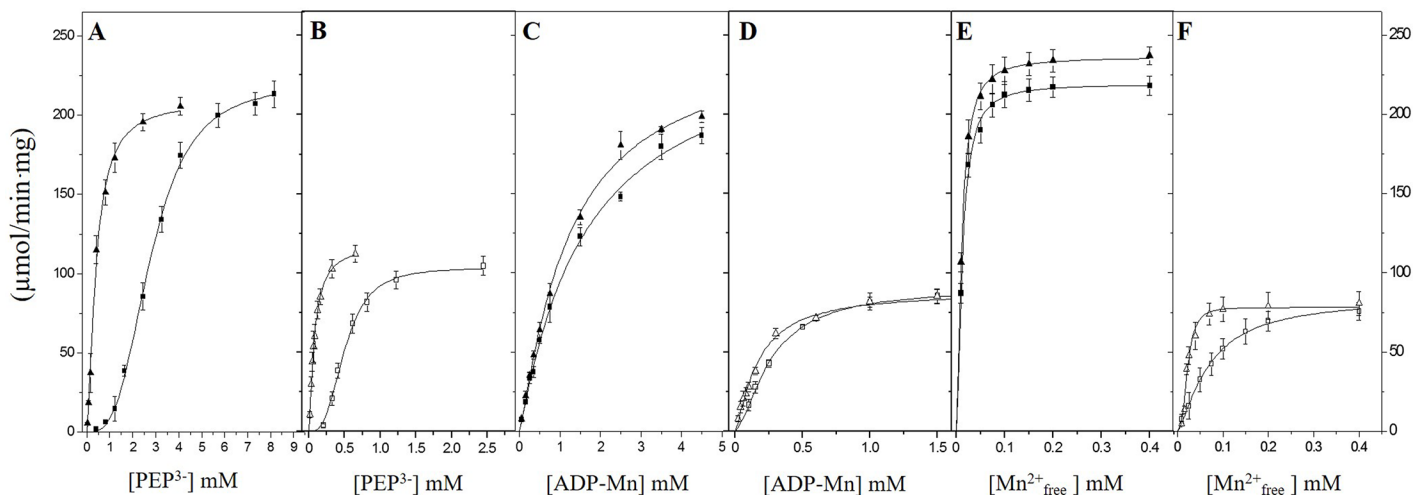 A B C D E F
(μmol/min·mg)
250 200 150 100 50 0
250 200 150 100 50 0
0 1 2 3 4 5 6 7 8 9
0 0.5 1.0 1.5 2.0 2.5
0 1 2 3 4 5
0 0.5 1.0 1.5
0 0.1 0.2 0.3 0.4
0 0.1 0.2 0.3 0.4
[PEP³⁻] mM [PEP³⁻] mM [ADP-Mn] mM [ADP-Mn] mM [Mn²⁺free ] mM [Mn²⁺free ] mM